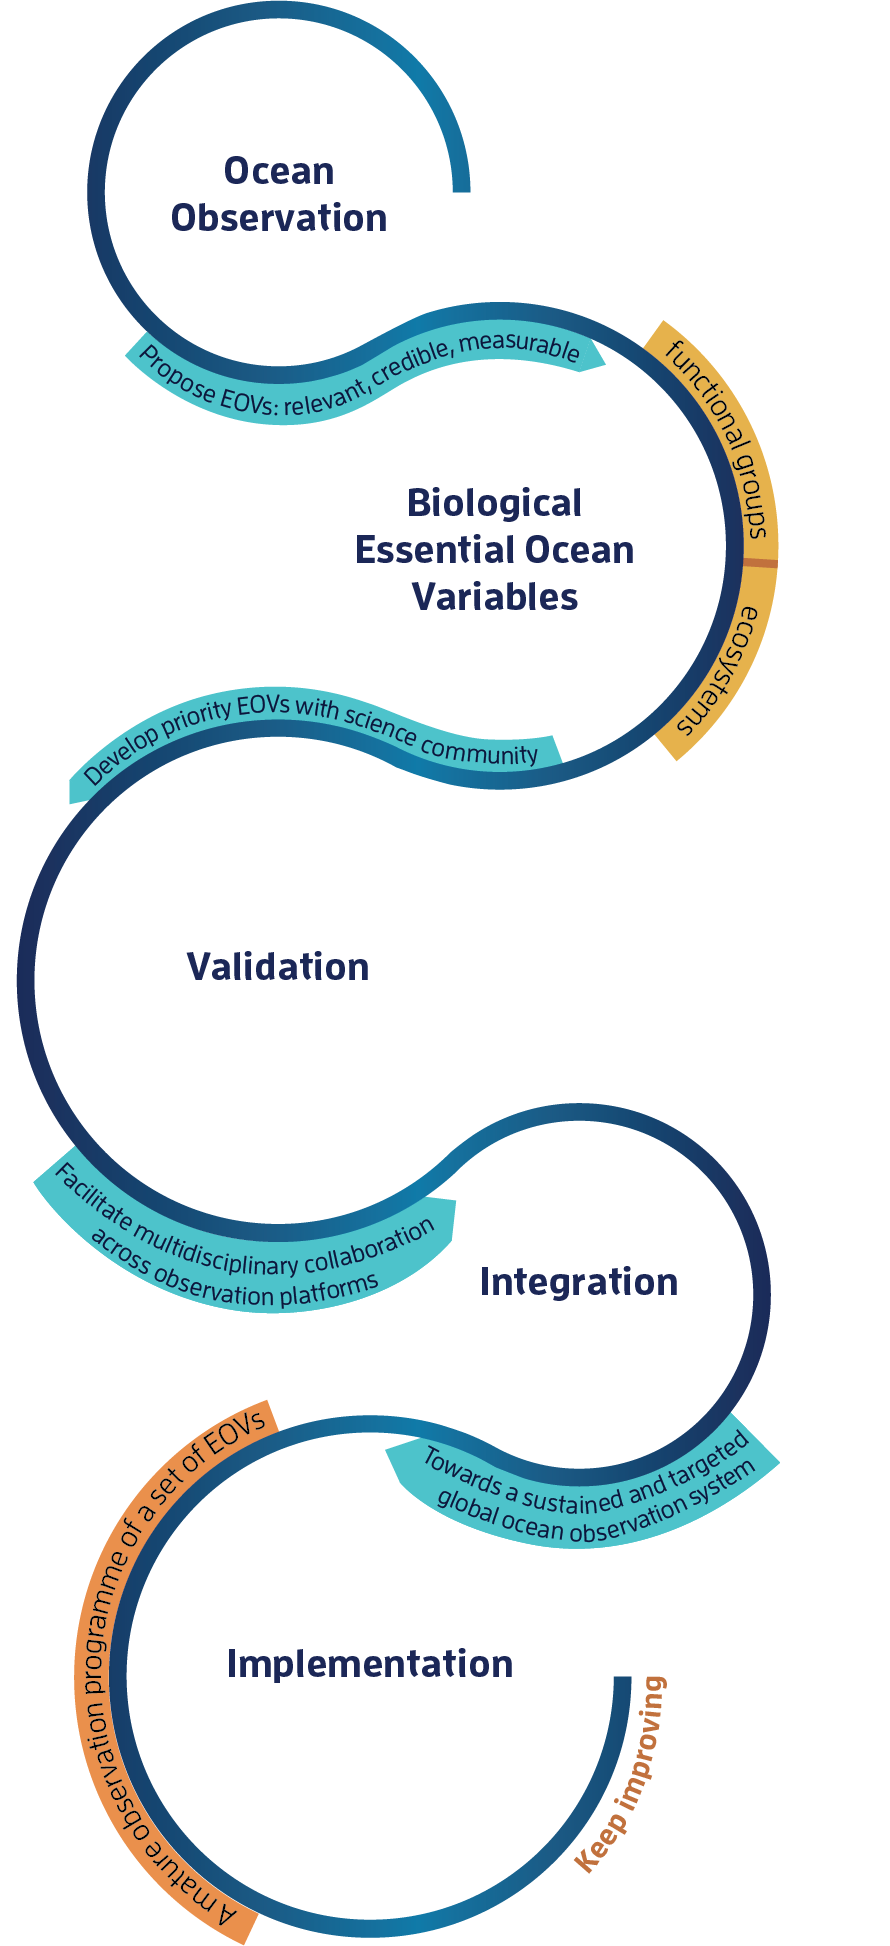 Ocean
Observation
Propose EOVs: relevant, credible, measurable
functional groups
Biological
Essential Ocean
Variables
ecosystems
Develop priority EOVs with science community
Validation
Facilitate multidisciplinary collaboration
across observation platforms
Integration
Towards a sustained and targeted
global ocean observation system
A mature observation programme of a set of EOVs
Implementation
Keep improving